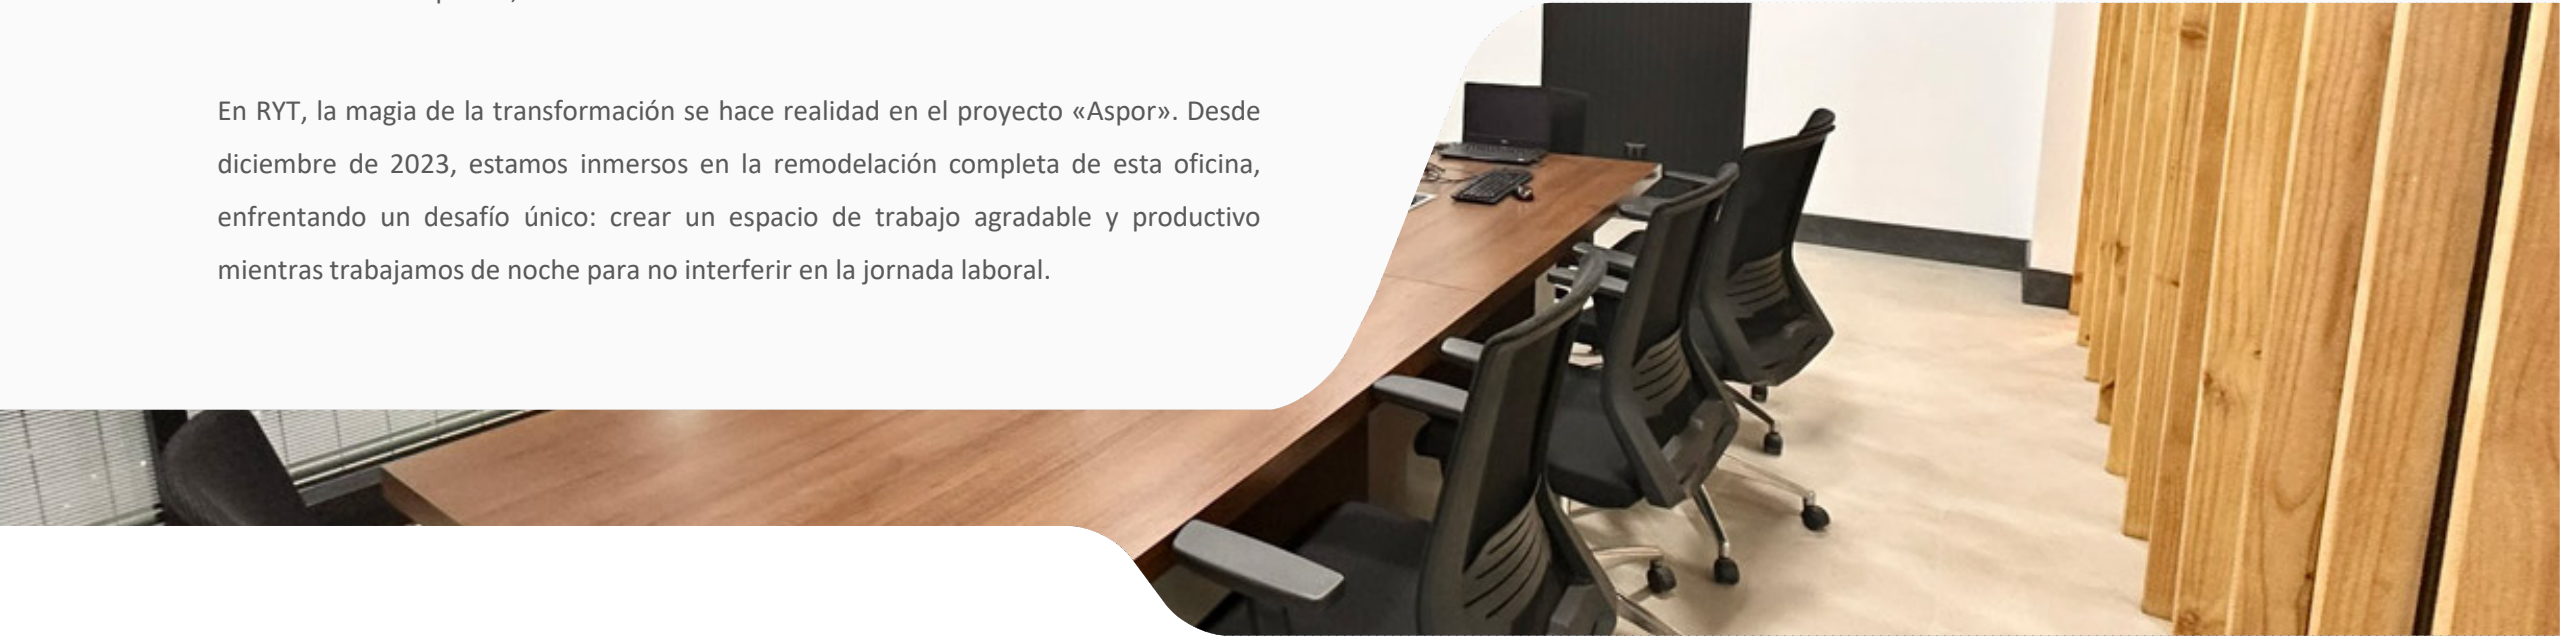 En RYT, la magia de la transformación se hace realidad en el proyecto «Aspor». Desde
diciembre de 2023, estamos inmersos en la remodelación completa de esta oficina,
enfrentando un desafío único: crear un espacio de trabajo agradable y productivo
mientras trabajamos de noche para no interferir en la jornada laboral.